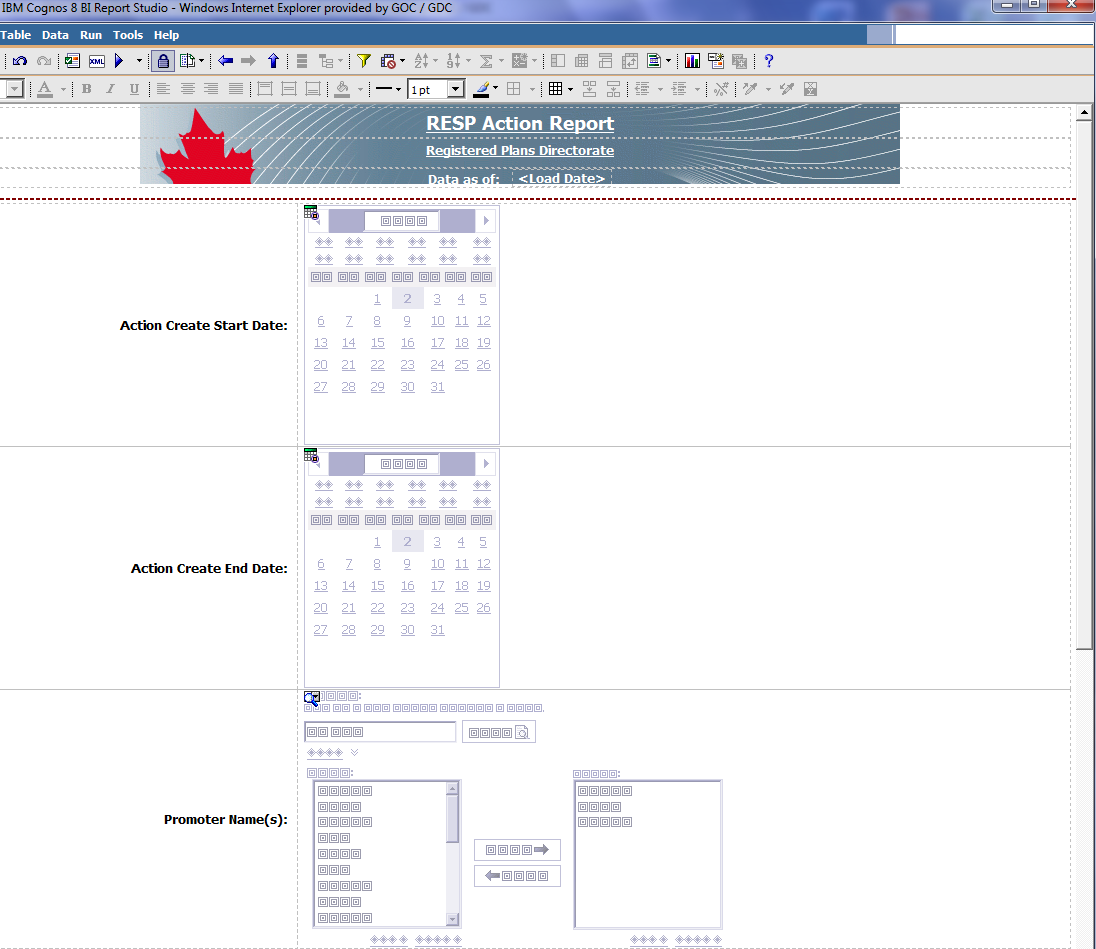 IBM Cognos 8 BI Report Studio - Windows Internet Explorer provided by GOC / GDC
Table Data Run Tools Help
XML
A B I U 1 pt
RESP Action Report
Registered Plans Directorate
Data as of: <Load Date>
Action Create Start Date:
1 2 3 4 5
6 7 8 9 10 11 12
13 14 15 16 17 18 19
20 21 22 23 24 25 26
27 28 29 30 31
Action Create End Date:
1 2 3 4 5
6 7 8 9 10 11 12
13 14 15 16 17 18 19
20 21 22 23 24 25 26
27 28 29 30 31
Promoter Name(s):